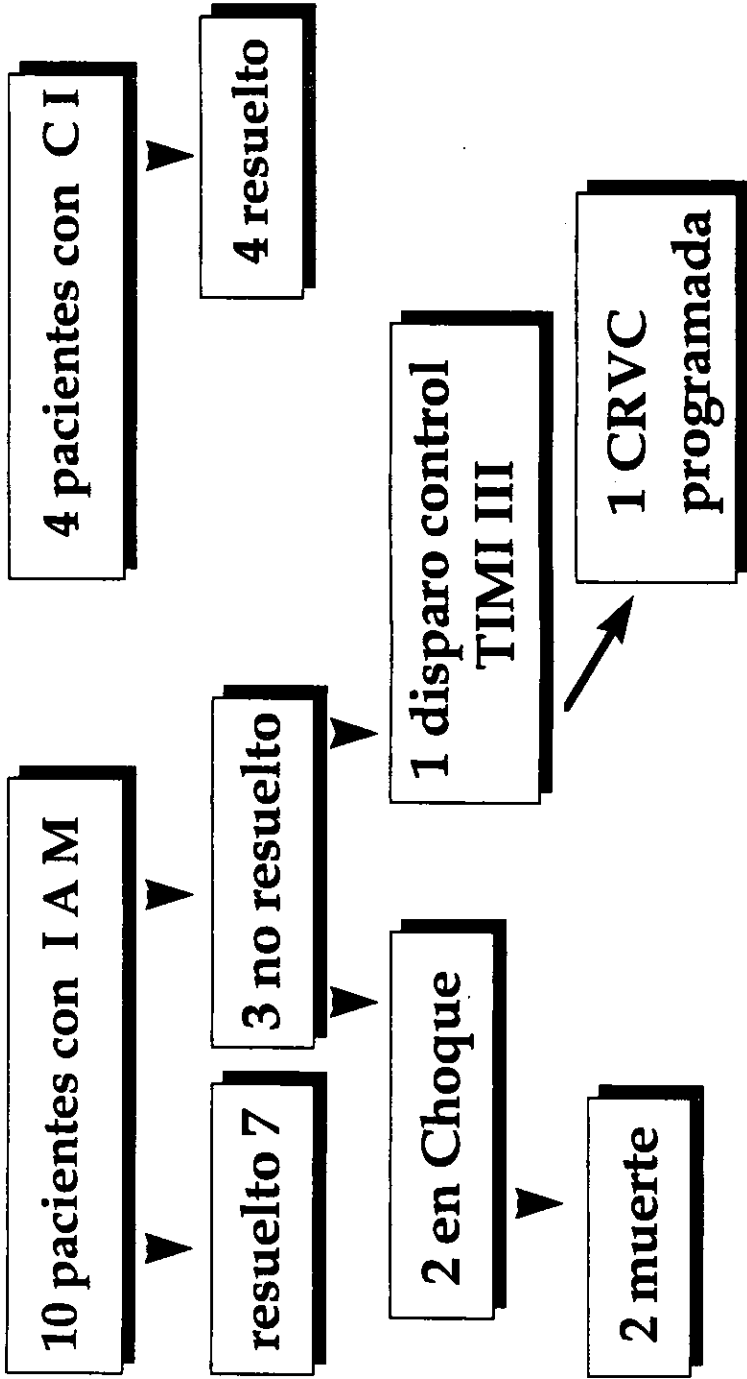 10 pacientes con I A M
4 pacientes con C I
resuelto 7
3 no resuelto
4 resuelto
2 en Choque
1 disparo control
TIMI III
2 muerte
1 CRVC
programada